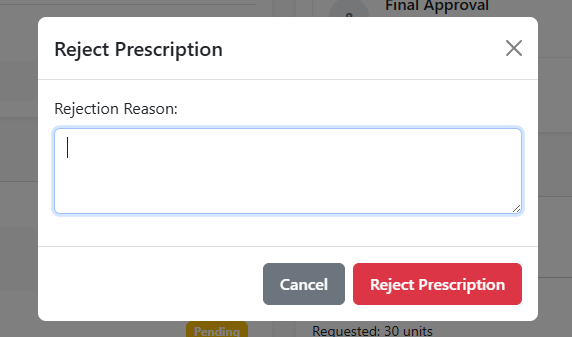 Final Approval
Reject Prescription
Rejection Reason:
Cancel
Reject Prescription
Pending
Requested: 30 units